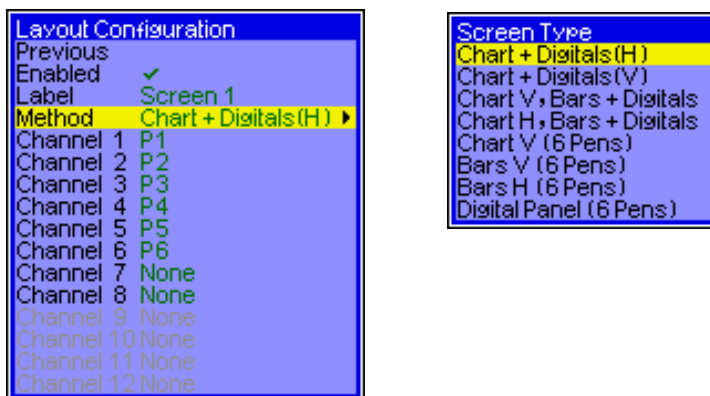 Layout Configuration
Previous
Enabled ✓
Label Screen 1
Method Chart + Digitals(H)
Channel 1 P1
Channel 2 P2
Channel 3 P3
Channel 4 P4
Channel 5 P5
Channel 6 P6
Channel 7 None
Channel 8 None
Channel 9 None
Channel 10 None
Channel 11 None
Channel 12 None
Screen Type
Chart + Digitals(H)
Chart + Digitals(V)
Chart V, Bars + Digitals
Chart H, Bars + Digitals
Chart V (6 Pens)
Bars V (6 Pens)
Bars H (6 Pens)
Digital Panel (6 Pens)